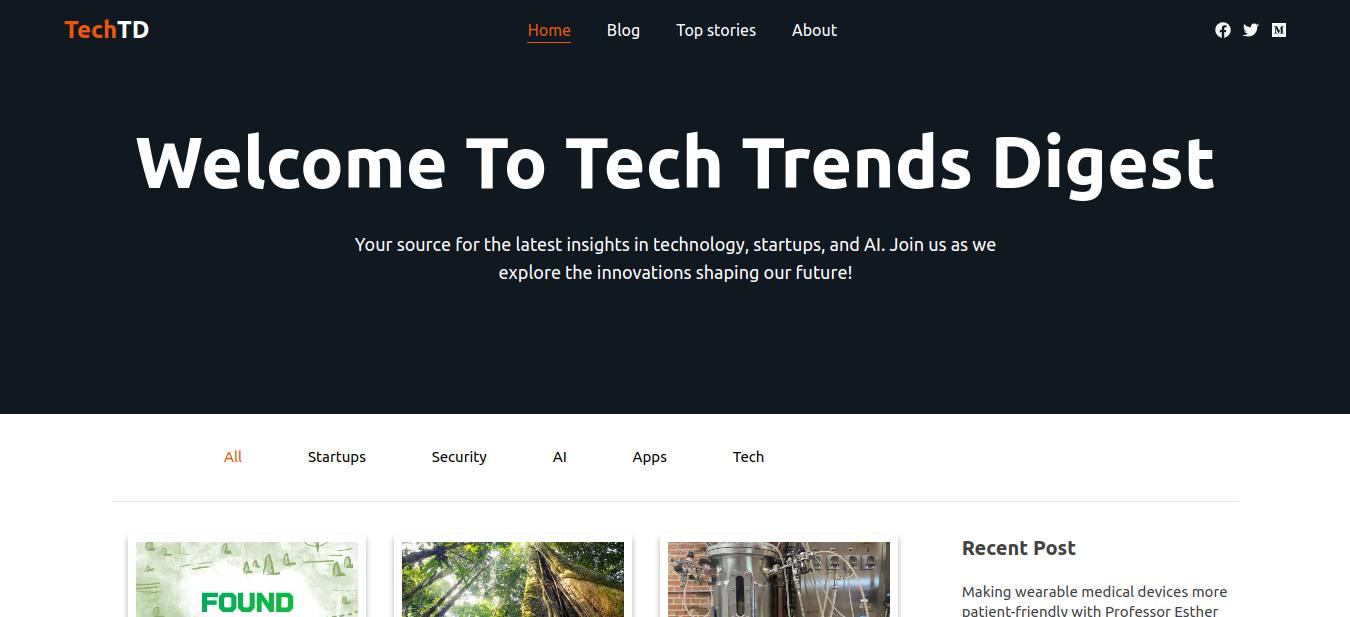 TechTD
Home Blog Top stories About
Welcome To Tech Trends Digest
Your source for the latest insights in technology, startups, and AI. Join us as we
explore the innovations shaping our future!
All Startups Security AI Apps Tech
FOUND
Recent Post
Making wearable medical devices more
patient-friendly with Professor Esther